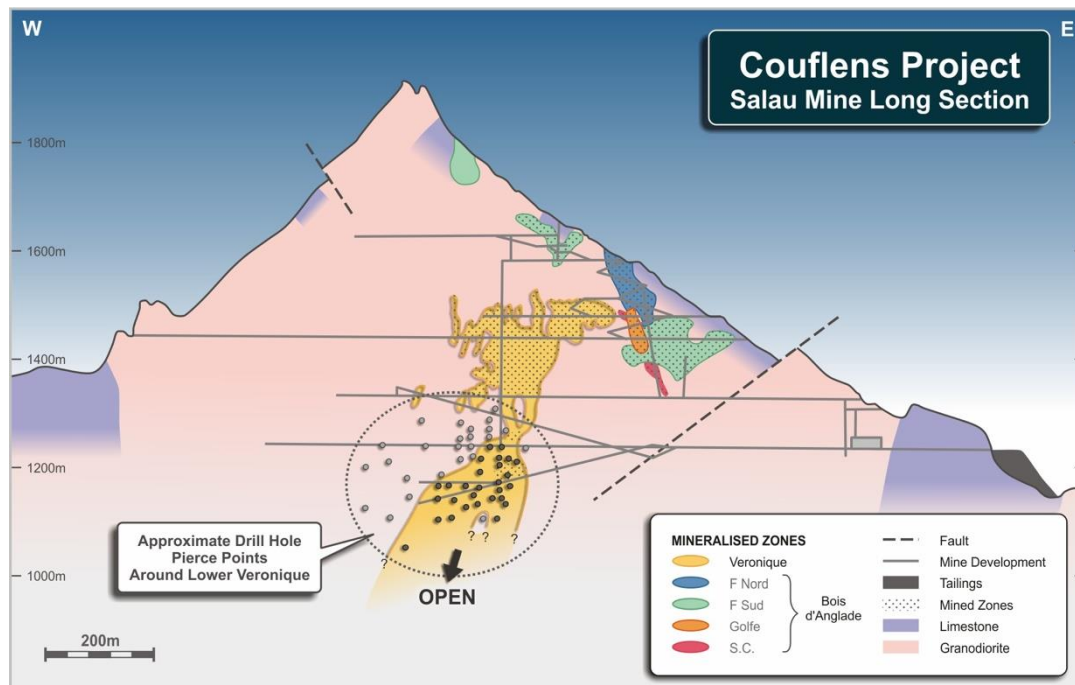 W
E
Couflens Project
Salau Mine Long Section
1800m
1600m
1400m
1200m
1000m
Approximate Drill Hole
Pierce Points
Around Lower Veronique
?
?
?
?
OPEN
200m
MINERALISED ZONES
Veronique
F Nord
F Sud
Golfe
S.C.
Bois
d'Anglade
Fault
Mine Development
Tailings
Mined Zones
Limestone
Granodiorite